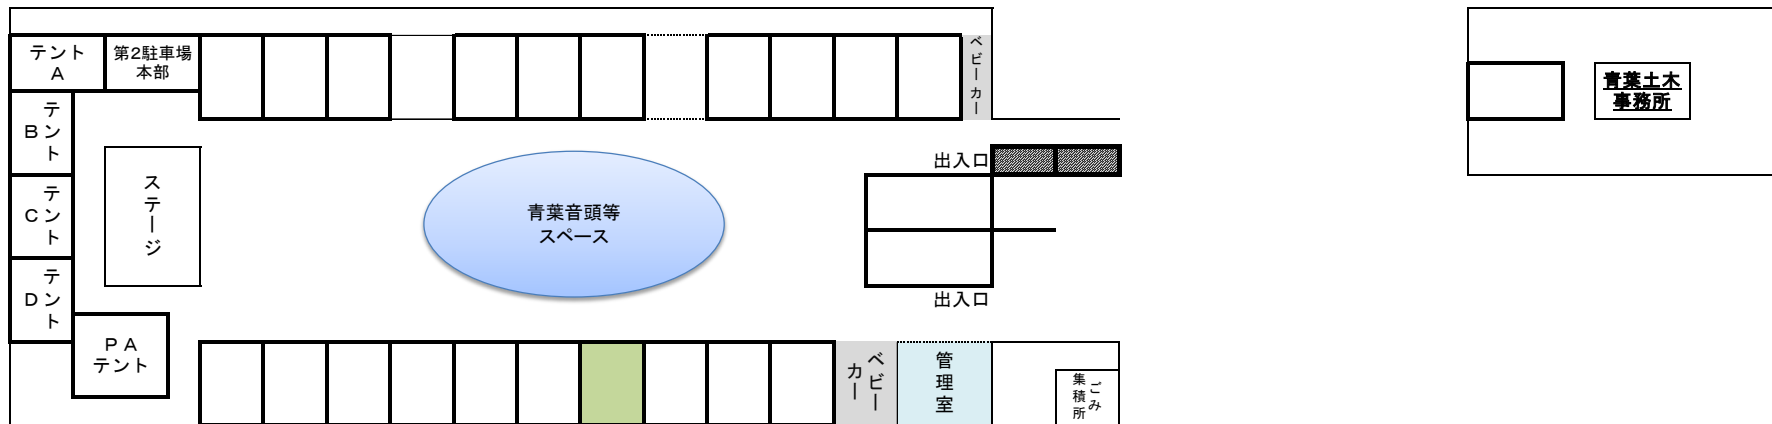 テント
A
第2駐車場
本部
ベビーカー
青葉土木
事務所
テント
B
出入口
テント
C
ステージ
青葉音頭等
スペース
テント
D
出入口
PA
テント
ベビー
カー
管理室
ごみ
集積所